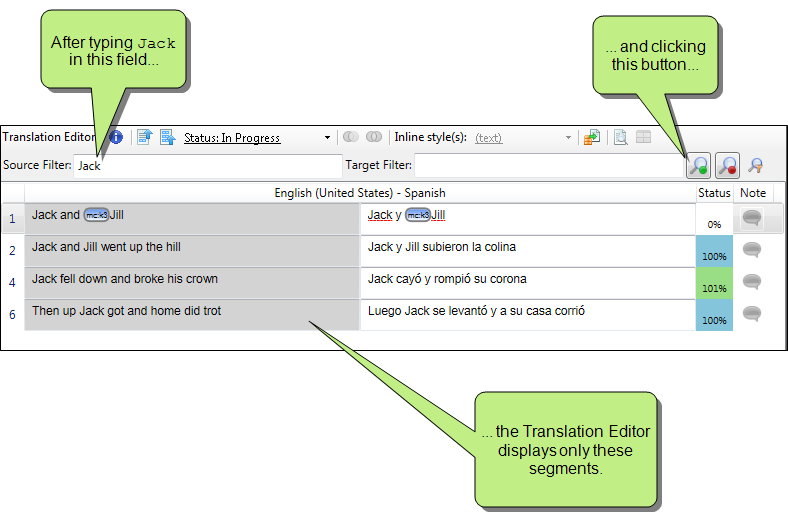 After typing Jack
in this field...
... and clicking
this button...
Translation Editor
Status: In Progress
Inline style(s): (text)
Source Filter: Jack
Target Filter:
English (United States) - Spanish Status Note
1 Jack and mc:k3 Jill Jack y mc:k3 Jill 0%
2 Jack and Jill went up the hill Jack y Jill subieron la colina 100%
4 Jack fell down and broke his crown Jack cayó y rompió su corona 101%
6 Then up Jack got and home did trot Luego Jack se levantó y a su casa corrió 100%
... the Translation Editor
displays only these
segments.